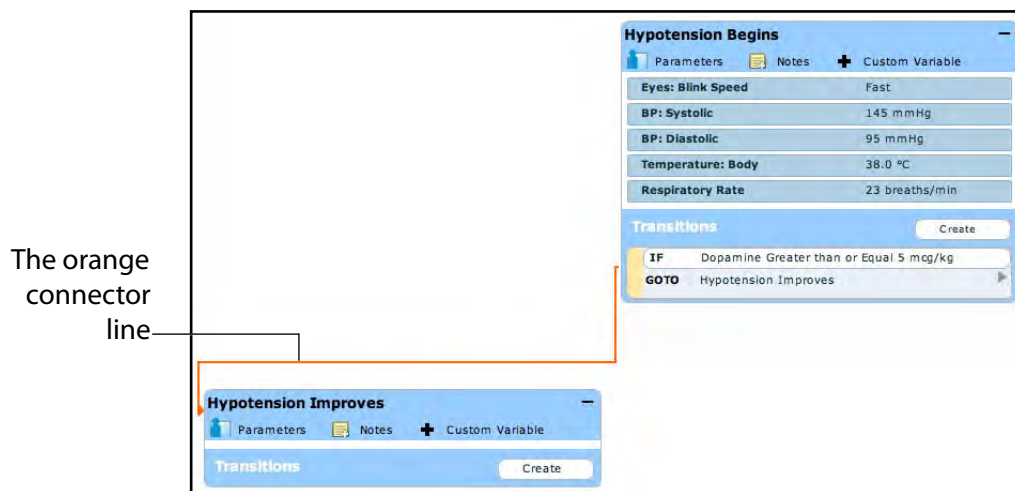 Hypotension Begins
Parameters Notes Custom Variable
Eyes: Blink Speed Fast
BP: Systolic 145 mmHg
BP: Diastolic 95 mmHg
Temperature: Body 38.0 °C
Respiratory Rate 23 breaths/min
Transitions Create
IF Dopamine Greater than or Equal 5 mcg/kg
GOTO Hypotension Improves
The orange
connector
line
Hypotension Improves
Parameters Notes Custom Variable
Transitions Create